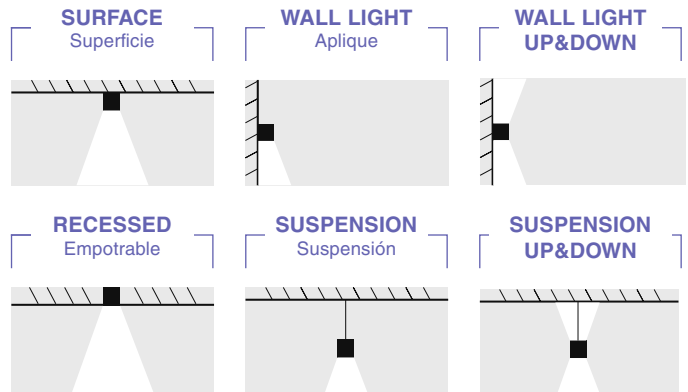 SURFACE
Superficie
WALL LIGHT
Aplique
WALL LIGHT
UP&DOWN
RECESSED
Empotrable
SUSPENSION
Suspensión
SUSPENSION
UP&DOWN